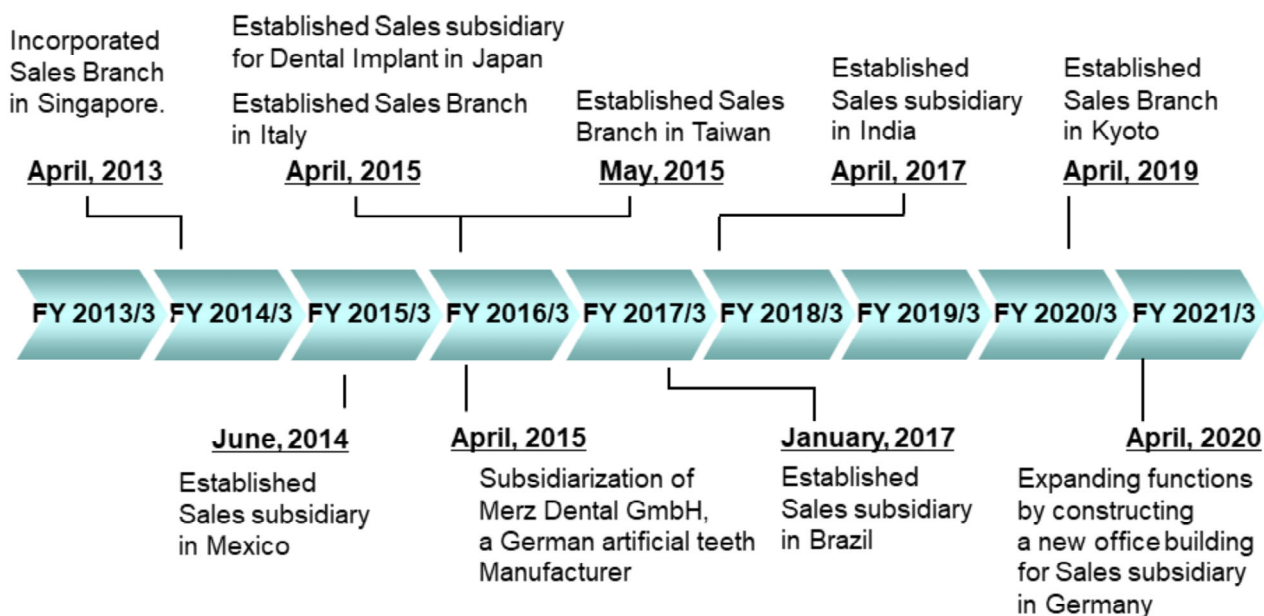 Incorporated
Sales Branch
in Singapore.
April, 2013
Established Sales subsidiary
for Dental Implant in Japan
Established Sales Branch
in Italy
April, 2015
Established Sales
Branch in Taiwan
May, 2015
Established
Sales subsidiary
in India
April, 2017
Established
Sales Branch
in Kyoto
April, 2019
FY 2013/3
FY 2014/3
FY 2015/3
FY 2016/3
FY 2017/3
FY 2018/3
FY 2019/3
FY 2020/3
FY 2021/3
June, 2014
Established
Sales subsidiary
in Mexico
April, 2015
Subsidiarization of
Merz Dental GmbH,
a German artificial teeth
Manufacturer
January, 2017
Established
Sales subsidiary
in Brazil
April, 2020
Expanding functions
by constructing
a new office building
for Sales subsidiary
in Germany